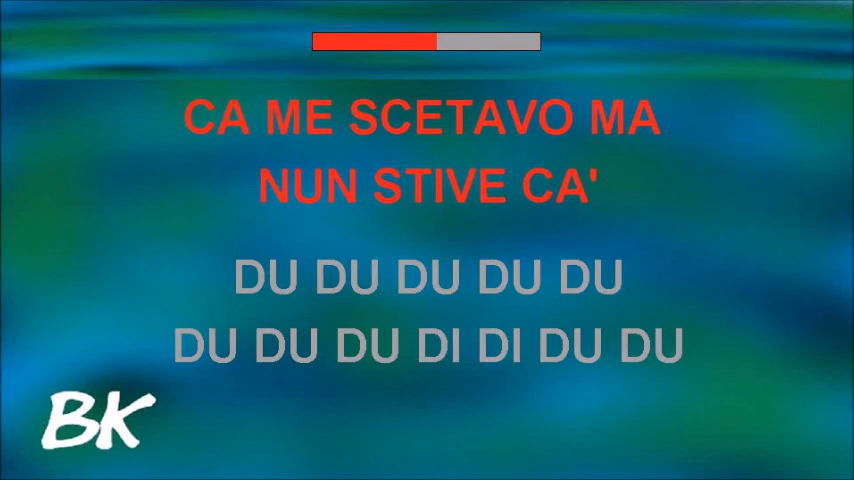 CA ME SCETAVO MA
NUN STIVE CA'
DU DU DU DU DU
DU DU DU DI DI DU DU
BK